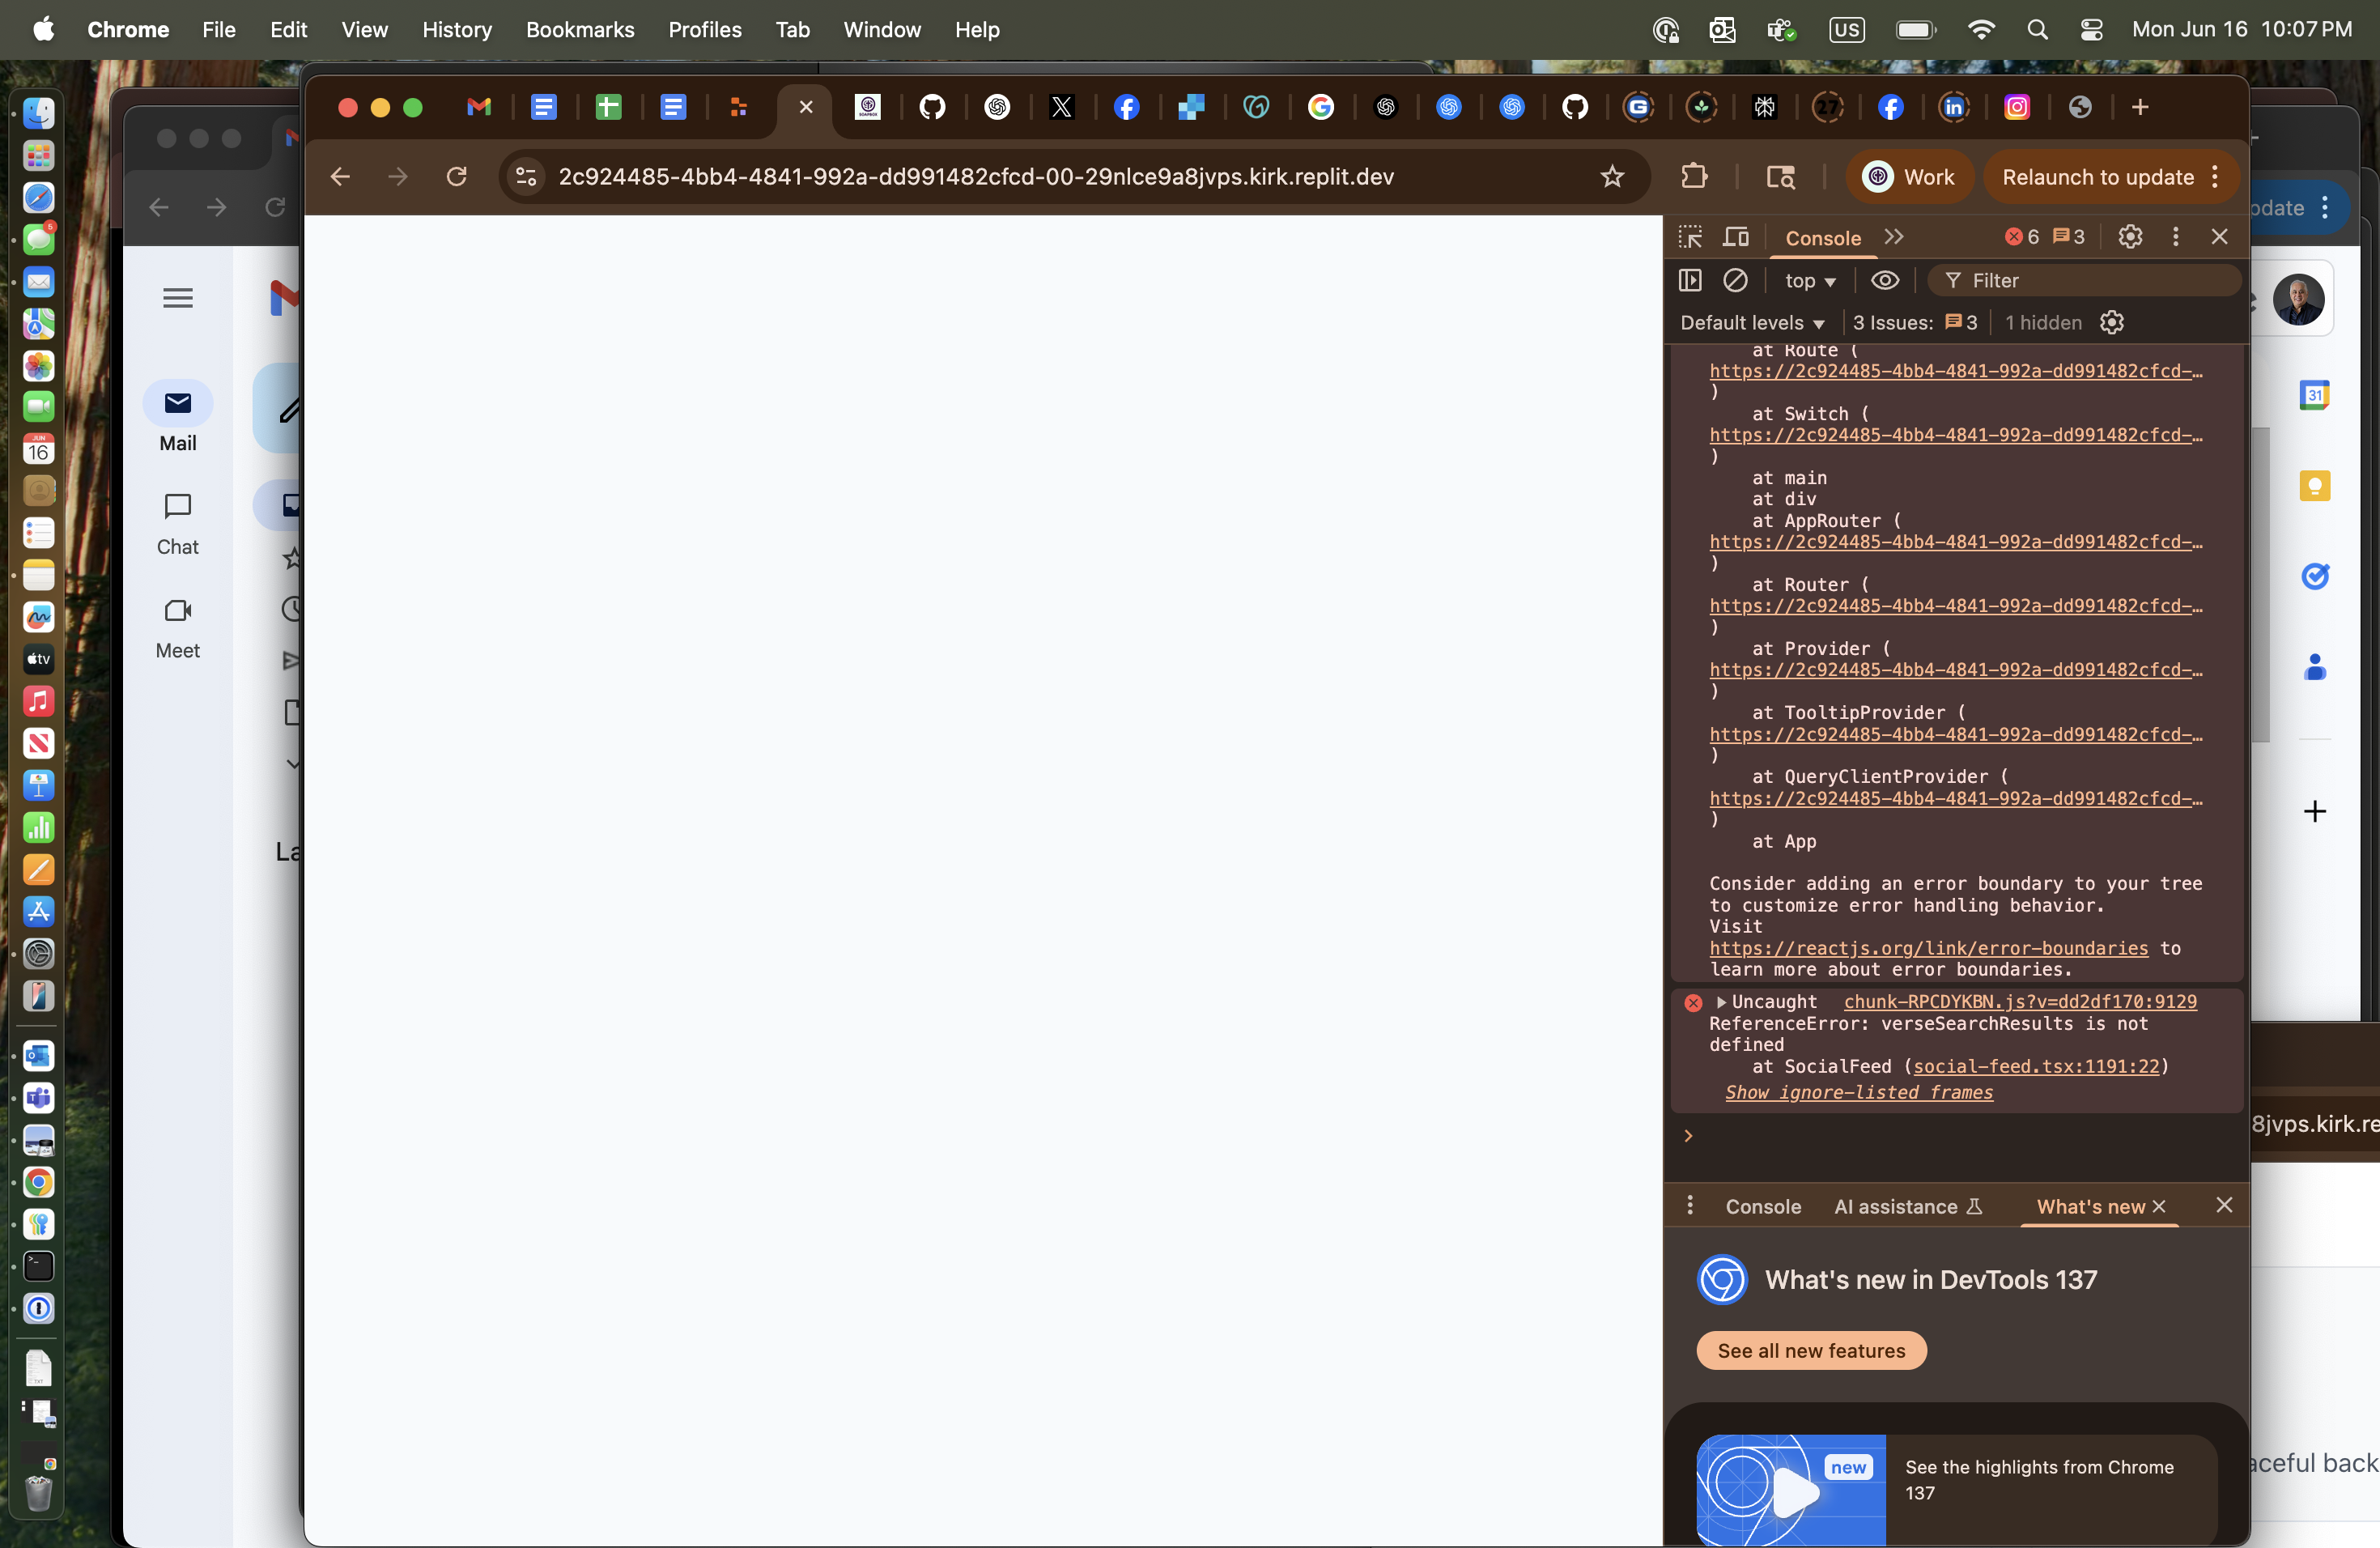 Chrome File Edit View History Bookmarks Profiles Tab Window Help US Mon Jun 16 10:07 PM
27
2c924485-4bb4-4841-992a-dd991482cfcd-00-29nlce9a8jvps.kirk.replit.dev
Work
Relaunch to update
pdate
Console
6 3
top
Filter
Default levels
3 Issues: 3
1 hidden
at Route (
https://2c924485-4bb4-4841-992a-dd991482cfcd-…
)
at Switch (
https://2c924485-4bb4-4841-992a-dd991482cfcd-…
)
at main
at div
at AppRouter (
https://2c924485-4bb4-4841-992a-dd991482cfcd-…
)
at Router (
https://2c924485-4bb4-4841-992a-dd991482cfcd-…
)
at Provider (
https://2c924485-4bb4-4841-992a-dd991482cfcd-…
)
at TooltipProvider (
https://2c924485-4bb4-4841-992a-dd991482cfcd-…
)
at QueryClientProvider (
https://2c924485-4bb4-4841-992a-dd991482cfcd-…
)
at App
Consider adding an error boundary to your tree
to customize error handling behavior.
Visit
https://reactjs.org/link/error-boundaries to
learn more about error boundaries.
Uncaught chunk-RPCDYKBN.js?v=dd2df170:9129
ReferenceError: verseSearchResults is not
defined
at SocialFeed (social-feed.tsx:1191:22)
Show ignore-listed frames
Console
AI assistance
What's new
What's new in DevTools 137
See all new features
new
See the highlights from Chrome
137
Mail
Chat
Meet
La
JUN
16
5
tv
31
8jvps.kirk.re
aceful back
TXT